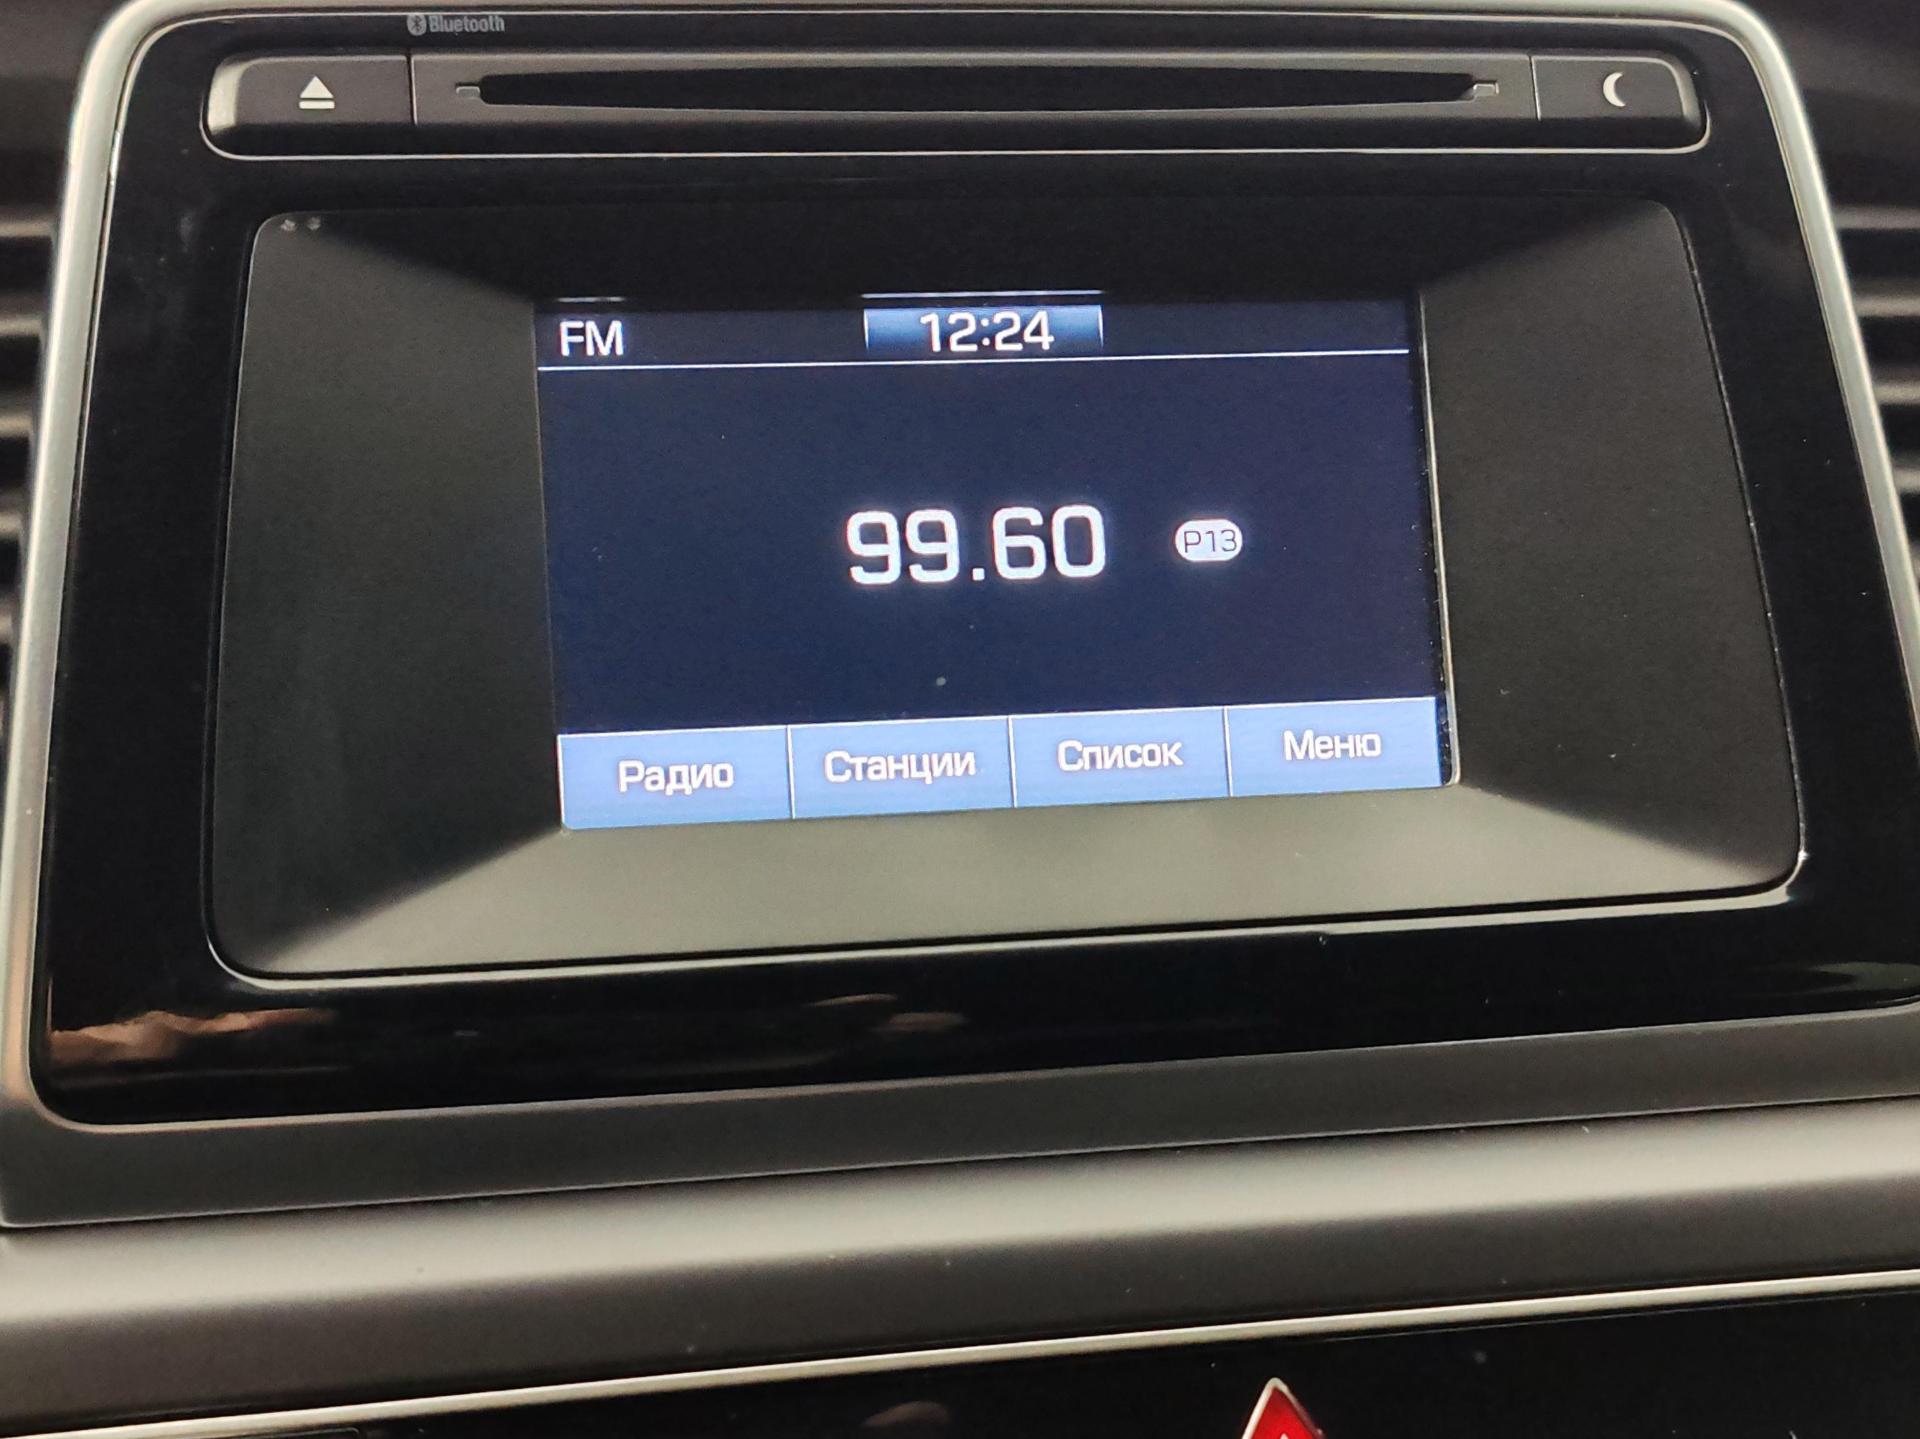 Bluetooth
FM 12:24
99.60 P13
Радио Станции Список Меню